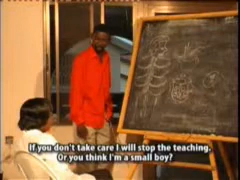 If you don't take care I will stop the teaching.
Or you think I'm a small boy?